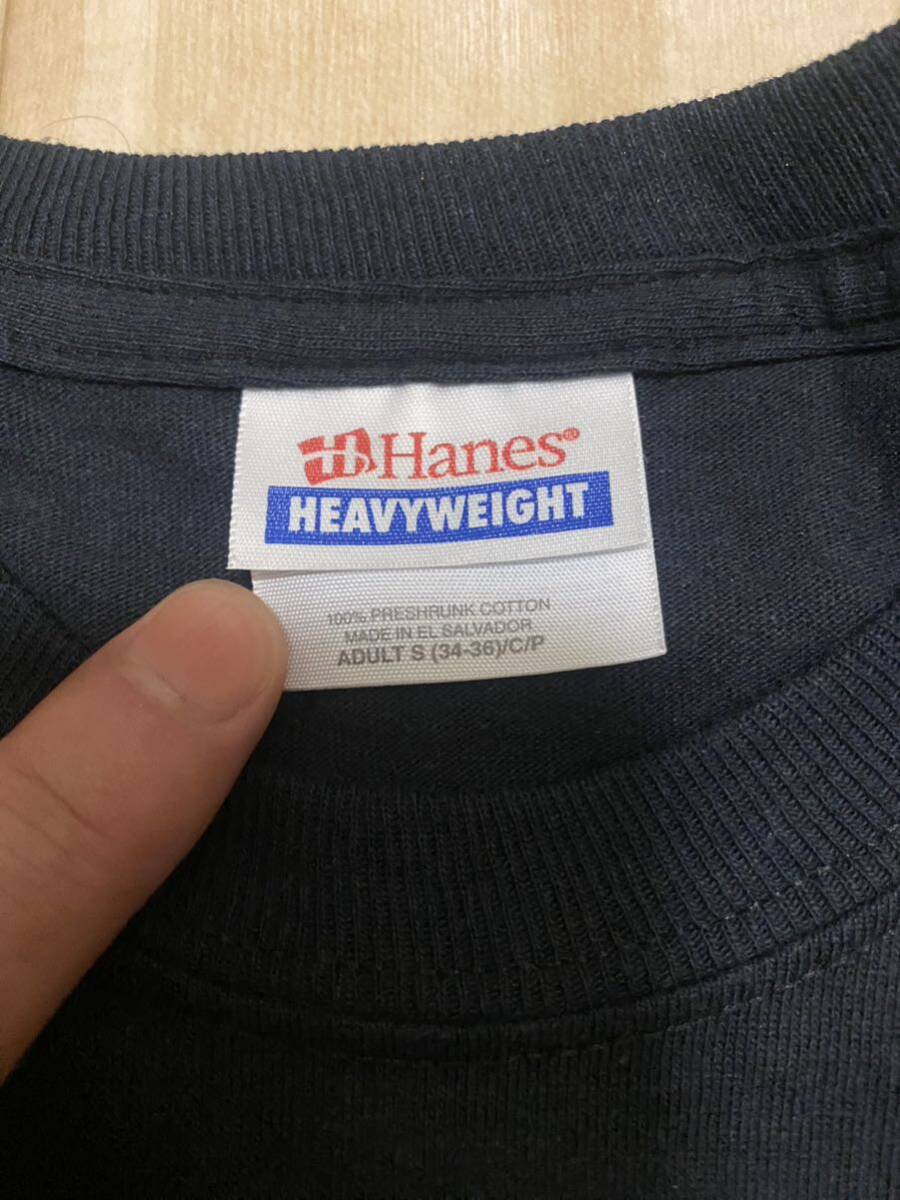 Hanes®
HEAVYWEIGHT
100% PRESHRUNK COTTON
MADE IN EL SALVADOR
ADULT S (34-36)/C/P